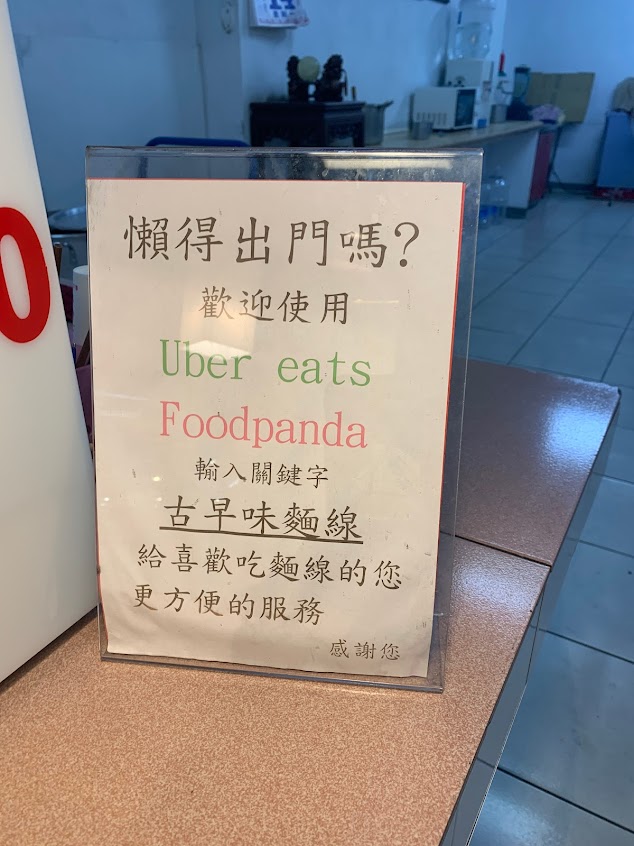 懶得出門嗎?
歡迎使用
Uber eats
Foodpanda
輸入關鍵字
古早味麵線
給喜歡吃麵線的您
更方便的服務
感謝您
0
14